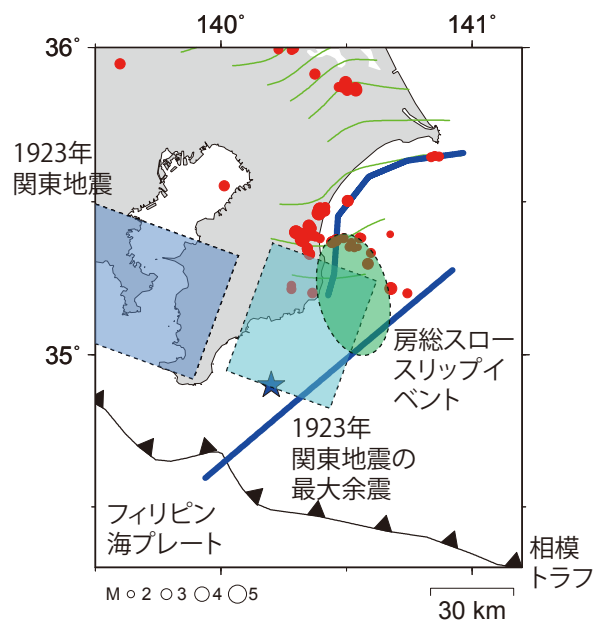 140°
141°
36°
1923年
関東地震
35°
房総スロー
スリップイ
ベント
1923年
関東地震の
最大余震
フィリピン
海プレート
相模
トラフ
M 2 3 4 5
30 km